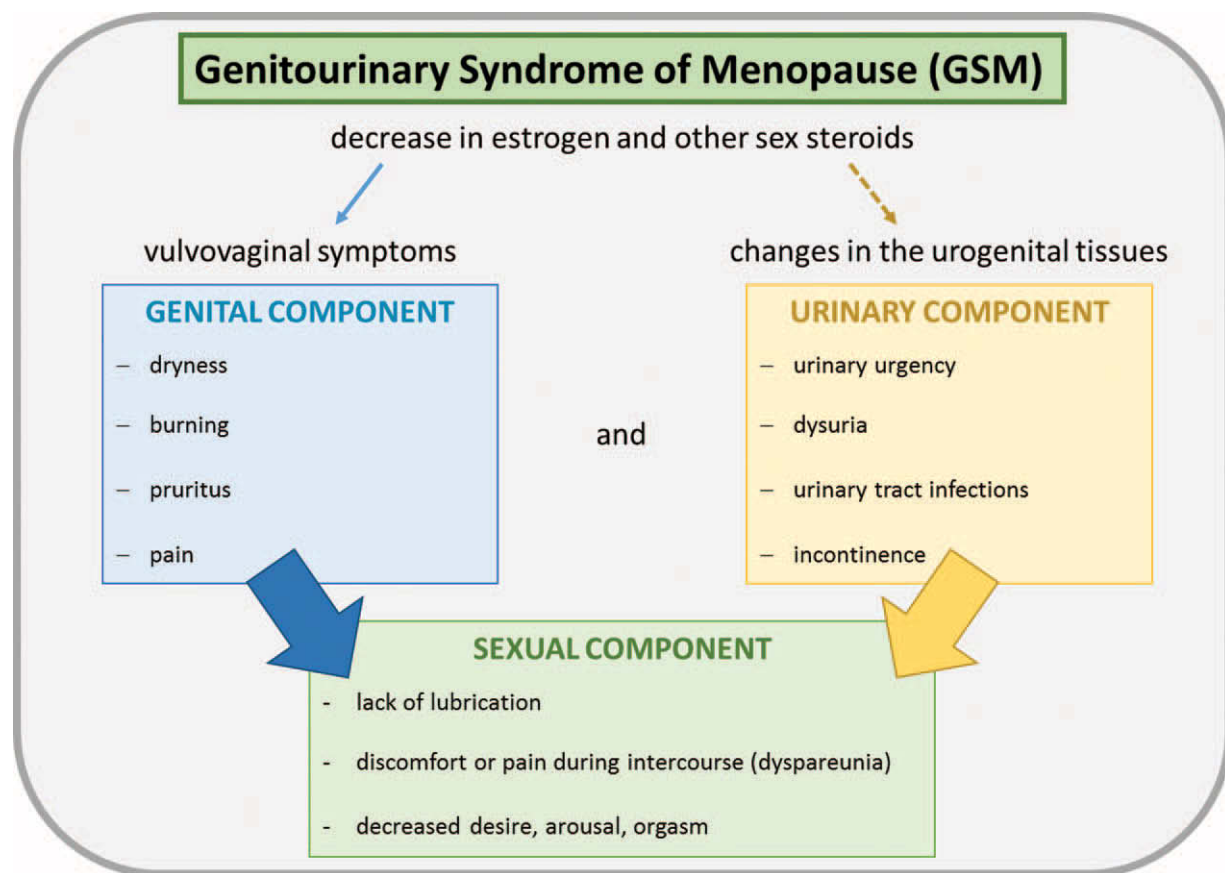 Genitourinary Syndrome of Menopause (GSM)
decrease in estrogen and other sex steroids
vulvovaginal symptoms
GENITAL COMPONENT
– dryness
– burning
– pruritus
– pain
and
changes in the urogenital tissues
URINARY COMPONENT
– urinary urgency
– dysuria
– urinary tract infections
– incontinence
SEXUAL COMPONENT
- lack of lubrication
- discomfort or pain during intercourse (dyspareunia)
- decreased desire, arousal, orgasm